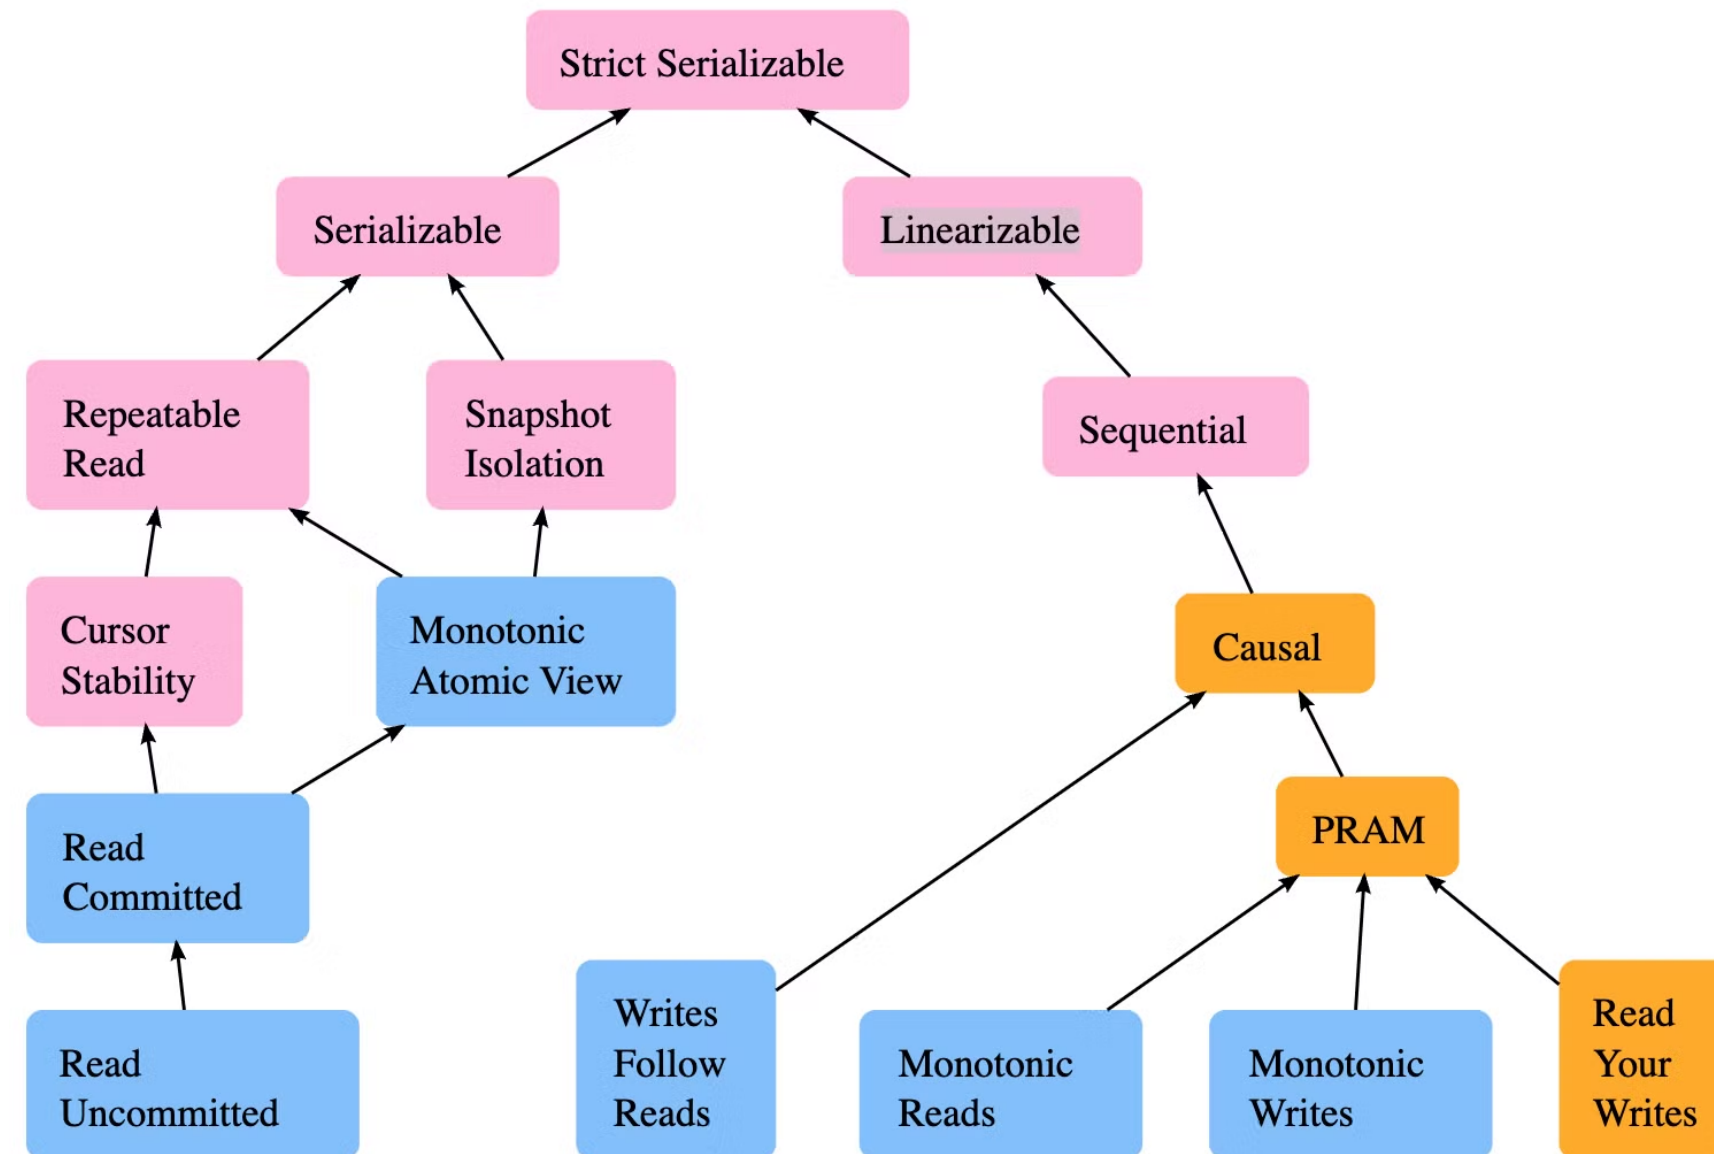 Strict Serializable
Serializable
Linearizable
Repeatable
Read
Snapshot
Isolation
Sequential
Cursor
Stability
Monotonic
Atomic View
Causal
Read
Committed
PRAM
Read
Uncommitted
Writes
Follow
Reads
Monotonic
Reads
Monotonic
Writes
Read
Your
Writes